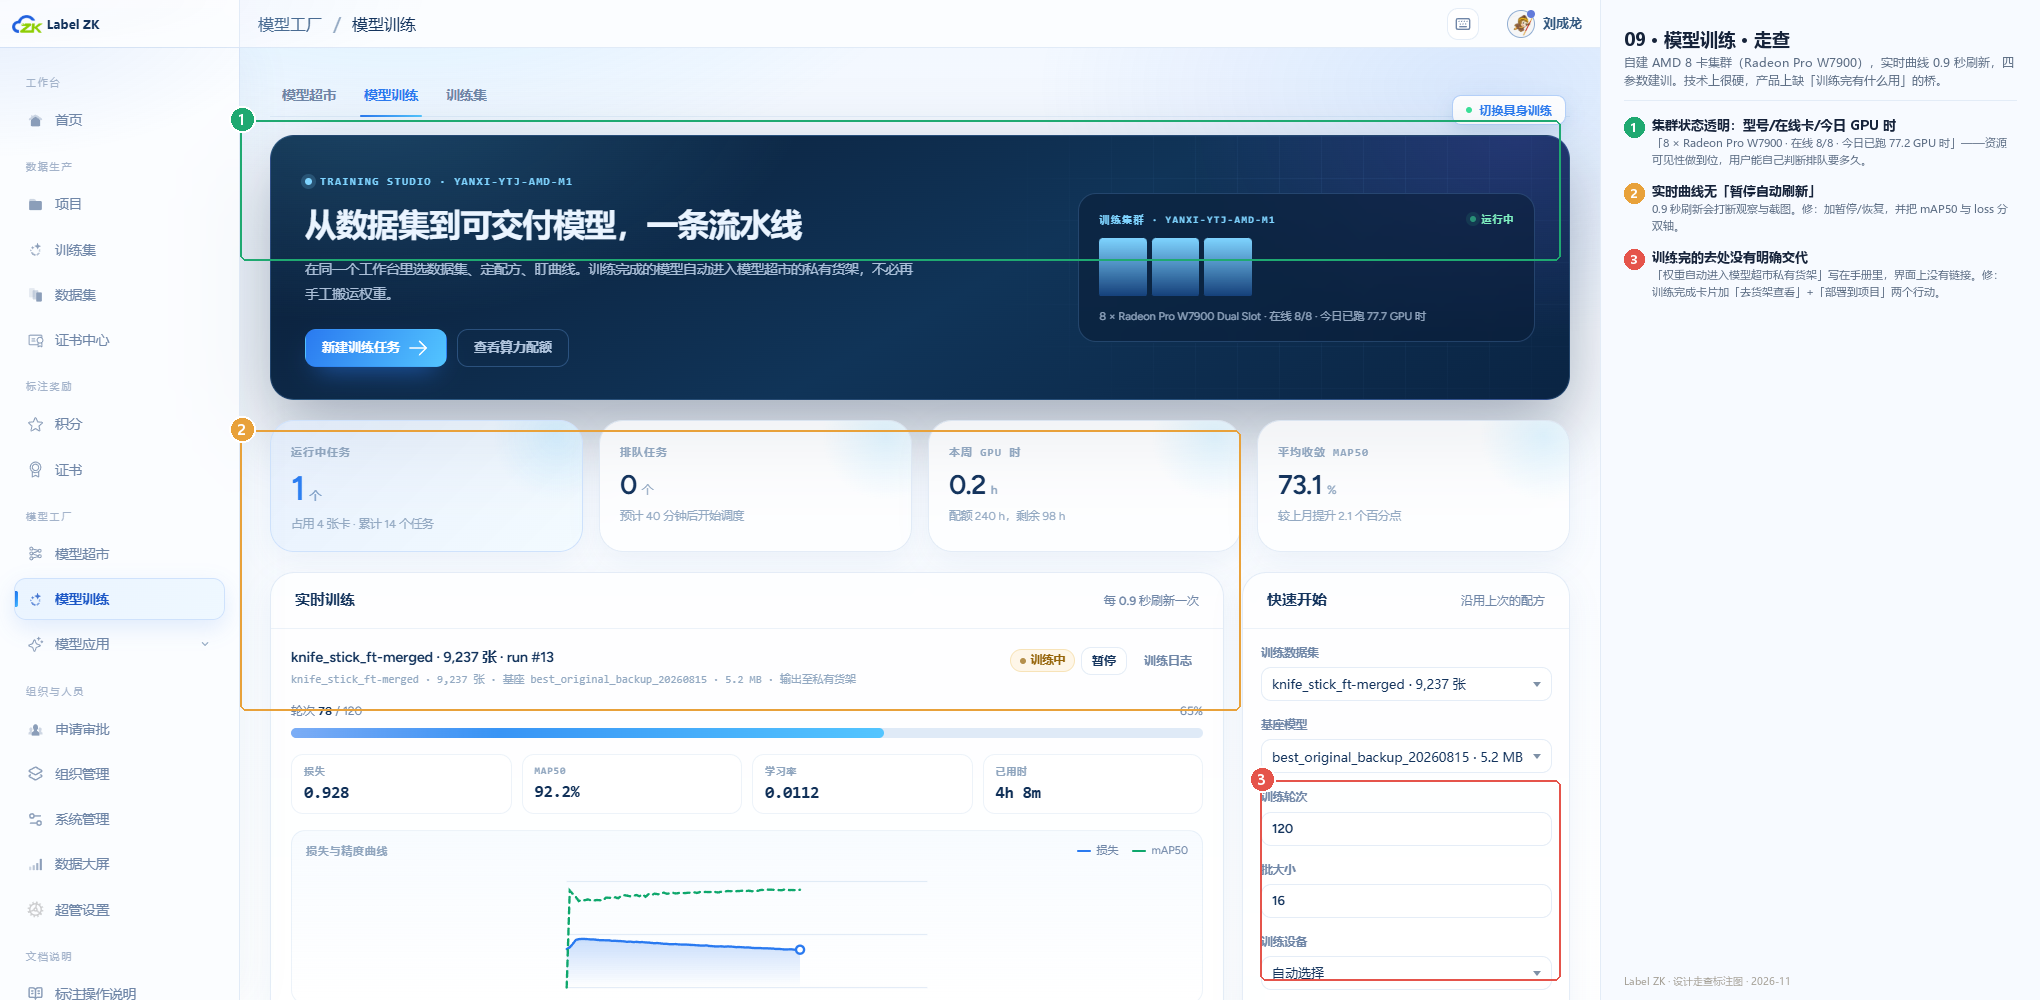 Label ZK
模型工厂 / 模型训练
刘成龙
工作台
首页
数据生产
项目
训练集
数据集
证书中心
标注奖励
积分
证书
模型工厂
模型超市
模型训练
模型应用
组织与人员
申请审批
组织管理
系统管理
数据大屏
超管设置
文档说明
标注操作说明
模型超市 模型训练 训练集
切换具身训练
1
TRAINING STUDIO · YANXI-YTJ-AMD-M1
从数据集到可交付模型，一条流水线
在同一个工作台里选数据集、定配方、盯曲线。训练完成的模型自动进入模型超市的私有货架，不必再
手工搬运权重。
新建训练任务 → 查看算力配额
训练集群 · YANXI-YTJ-AMD-M1 运行中
8 × Radeon Pro W7900 Dual Slot · 在线 8/8 · 今日已跑 77.7 GPU 时
2
运行中任务
1 个
占用 4 张卡 · 累计 14 个任务
排队任务
0 个
预计 40 分钟后开始调度
本周 GPU 时
0.2 h
配额 240 h，剩余 98 h
平均收敛 MAP50
73.1 %
较上月提升 2.1 个百分点
实时训练 每 0.9 秒刷新一次
knife_stick_ft-merged · 9,237 张 · run #13
训练中 暂停 训练日志
knife_stick_ft-merged · 9,237 张 · 基座 best_original_backup_20260815 · 5.2 MB · 输出至私有货架
轮次 78 / 120 65%
损失
0.928
MAP50
92.2%
学习率
0.0112
已用时
4h 8m
损失与精度曲线 损失 mAP50
快速开始 沿用上次的配方
训练数据集
knife_stick_ft-merged · 9,237 张
基座模型
best_original_backup_20260815 · 5.2 MB
3
训练轮次
120
批大小
16
训练设备
自动选择
09 · 模型训练 · 走查
自建 AMD 8 卡集群（Radeon Pro W7900），实时曲线 0.9 秒刷新，四
参数建训。技术上很硬，产品上缺「训练完有什么用」的桥。
1 集群状态透明：型号/在线卡/今日 GPU 时
「8 × Radeon Pro W7900 · 在线 8/8 · 今日已跑 77.2 GPU 时」——资源
可见性做到位，用户能自己判断排队要多久。
2 实时曲线无「暂停自动刷新」
0.9 秒刷新会打断观察与截图。修：加暂停/恢复，并把 mAP50 与 loss 分
双轴。
3 训练完的去处没有明确交代
「权重自动进入模型超市私有货架」写在手册里，界面上没有链接。修：
训练完成卡片加「去货架查看」+「部署到项目」两个行动。
Label ZK · 设计走查标注图 · 2026-11